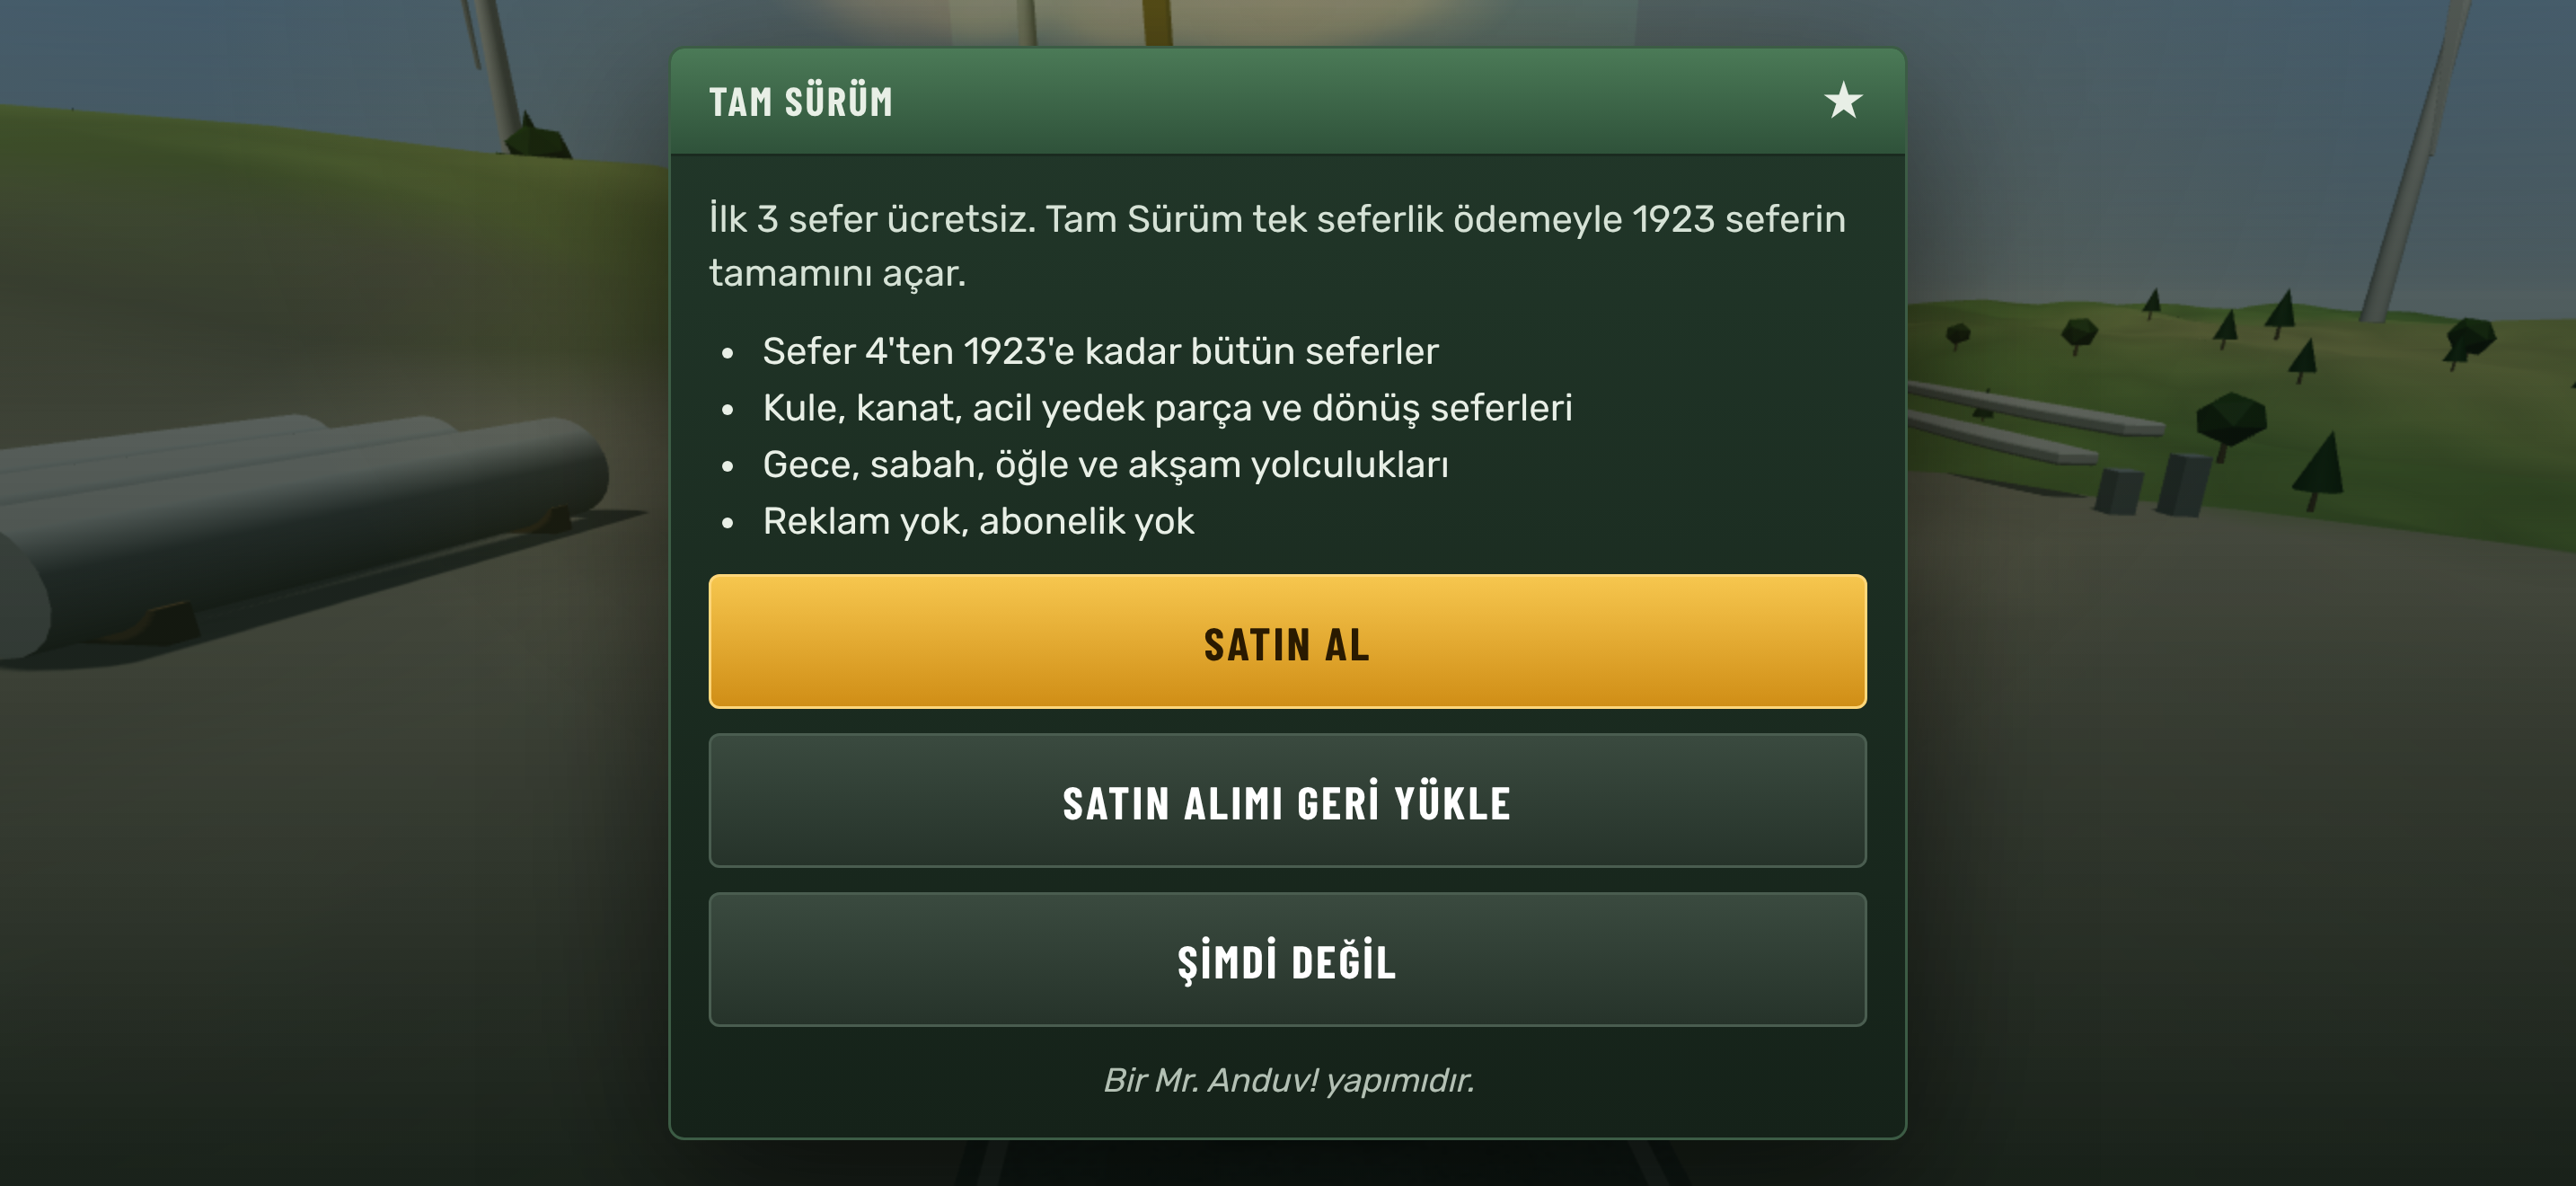 TAM SÜRÜM
İlk 3 sefer ücretsiz. Tam Sürüm tek seferlik ödemeyle 1923 seferin
tamamını açar.
Sefer 4'ten 1923'e kadar bütün seferler
Kule, kanat, acil yedek parça ve dönüş seferleri
Gece, sabah, öğle ve akşam yolculukları
Reklam yok, abonelik yok
SATIN AL
SATIN ALIMI GERİ YÜKLE
ŞİMDİ DEĞİL
Bir Mr. Anduv! yapımıdır.